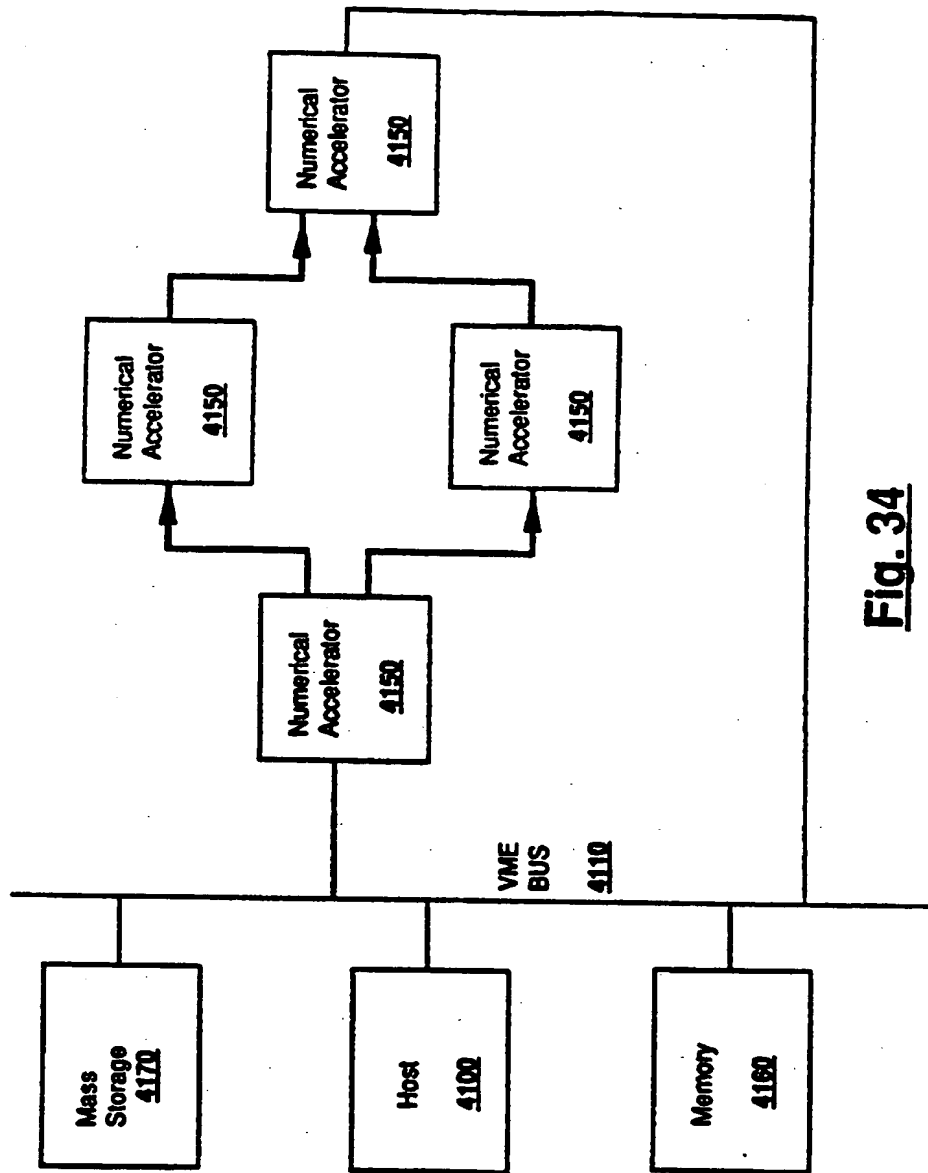 Mass
Storage
4170
Host
4100
Memory
4160
VME
BUS
4110
Numerical
Accelerator
4150
Numerical
Accelerator
4150
Numerical
Accelerator
4150
Numerical
Accelerator
4150
Fig. 34